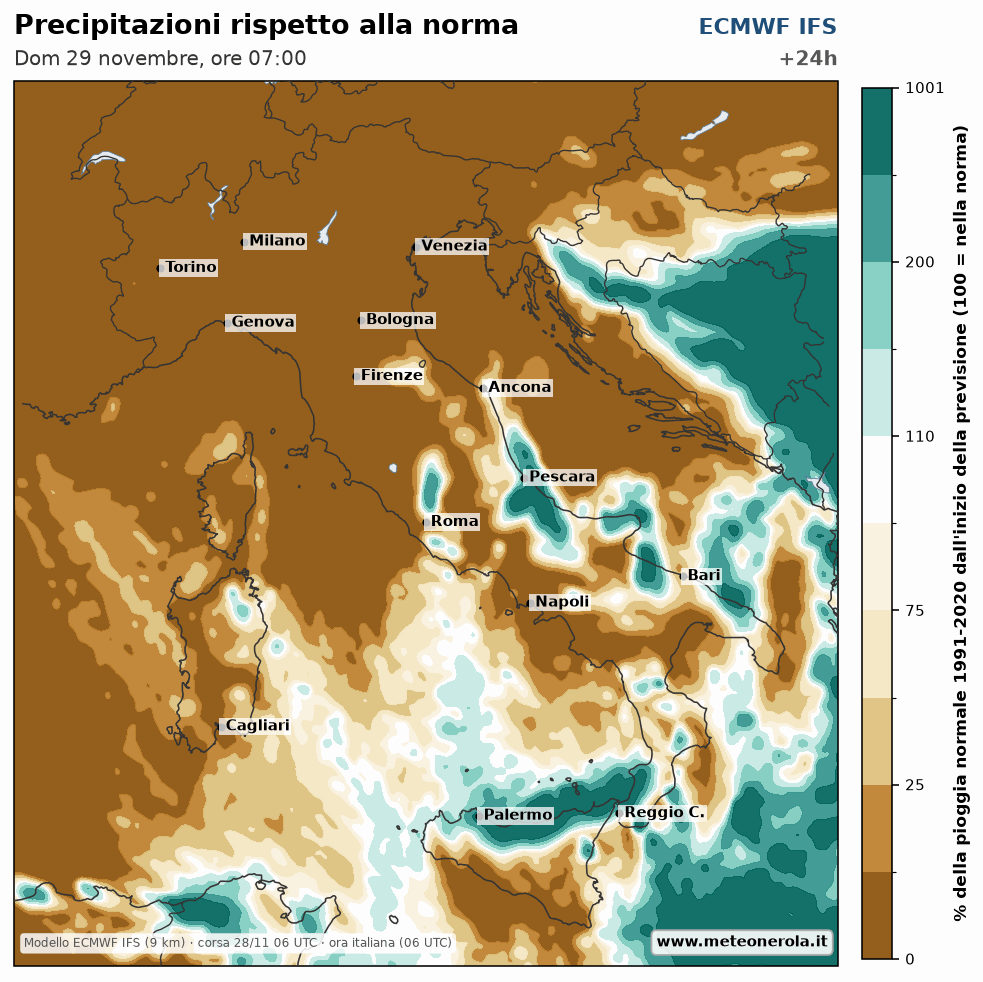 Precipitazioni rispetto alla norma
ECMWF IFS
Dom 29 novembre, ore 07:00
+24h
Milano
Venezia
Torino
Genova
Bologna
Firenze
Ancona
Pescara
Roma
Bari
Napoli
Cagliari
Palermo
Reggio C.
Modello ECMWF IFS (9 km) · corsa 28/11 06 UTC · ora italiana (06 UTC)
www.meteonerola.it
1001
200
110
75
25
0
% della pioggia normale 1991-2020 dall'inizio della previsione (100 = nella norma)